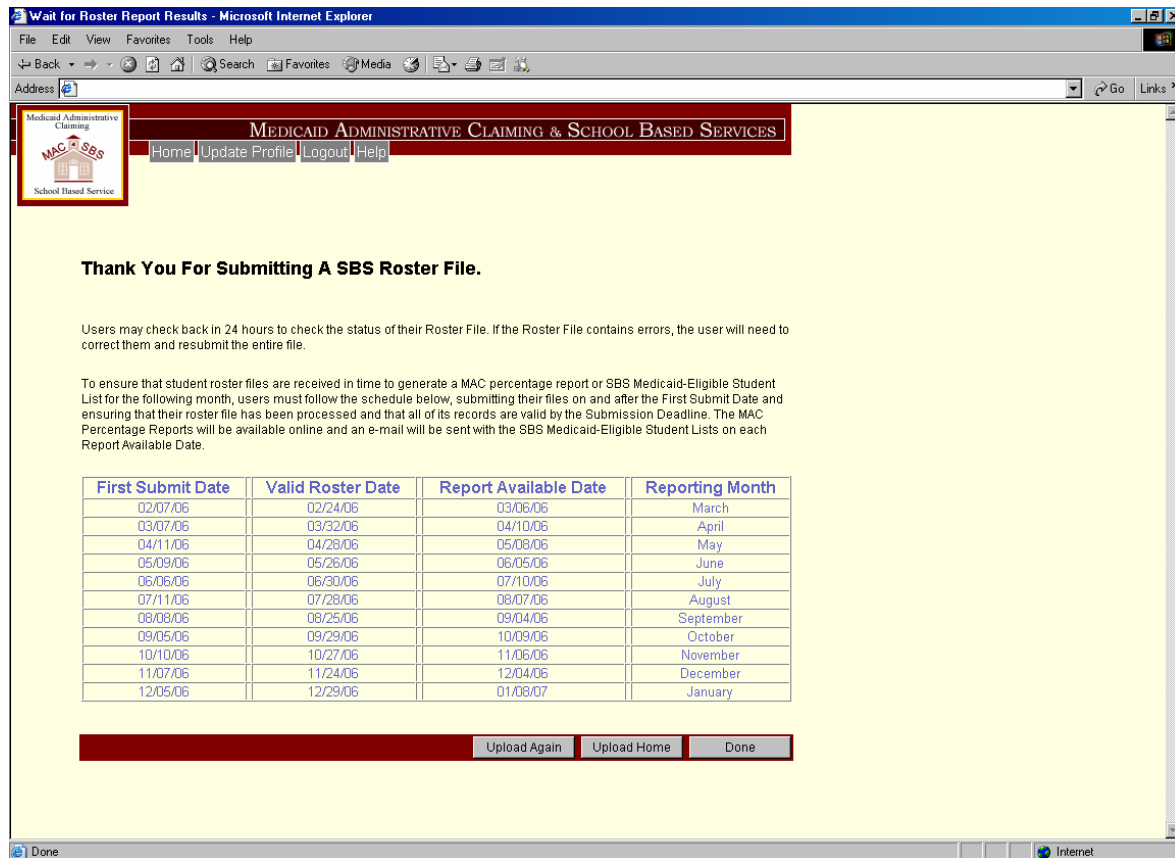 Wait for Roster Report Results - Microsoft Internet Explorer
File Edit View Favorites Tools Help
Back Search Favorites Media
Address Go Links
Medicaid Administrative
Claiming
MAC SBS
School Based Service
MEDICAID ADMINISTRATIVE CLAIMING & SCHOOL BASED SERVICES
Home Update Profile Logout Help
Thank You For Submitting A SBS Roster File.
Users may check back in 24 hours to check the status of their Roster File. If the Roster File contains errors, the user will need to
correct them and resubmit the entire file.
To ensure that student roster files are received in time to generate a MAC percentage report or SBS Medicaid-Eligible Student
List for the following month, users must follow the schedule below, submitting their files on and after the First Submit Date and
ensuring that their roster file has been processed and that all of its records are valid by the Submission Deadline. The MAC
Percentage Reports will be available online and an e-mail will be sent with the SBS Medicaid-Eligible Student Lists on each
Report Available Date.
First Submit Date Valid Roster Date Report Available Date Reporting Month
02/07/06 02/24/06 03/06/06 March
03/07/06 03/32/06 04/10/06 April
04/11/06 04/28/06 05/08/06 May
05/09/06 05/26/06 06/05/06 June
06/06/06 06/30/06 07/10/06 July
07/11/06 07/28/06 08/07/06 August
08/08/06 08/25/06 09/04/06 September
09/05/06 09/29/06 10/09/06 October
10/10/06 10/27/06 11/06/06 November
11/07/06 11/24/06 12/04/06 December
12/05/06 12/29/06 01/08/07 January
Upload Again Upload Home Done
Done Internet